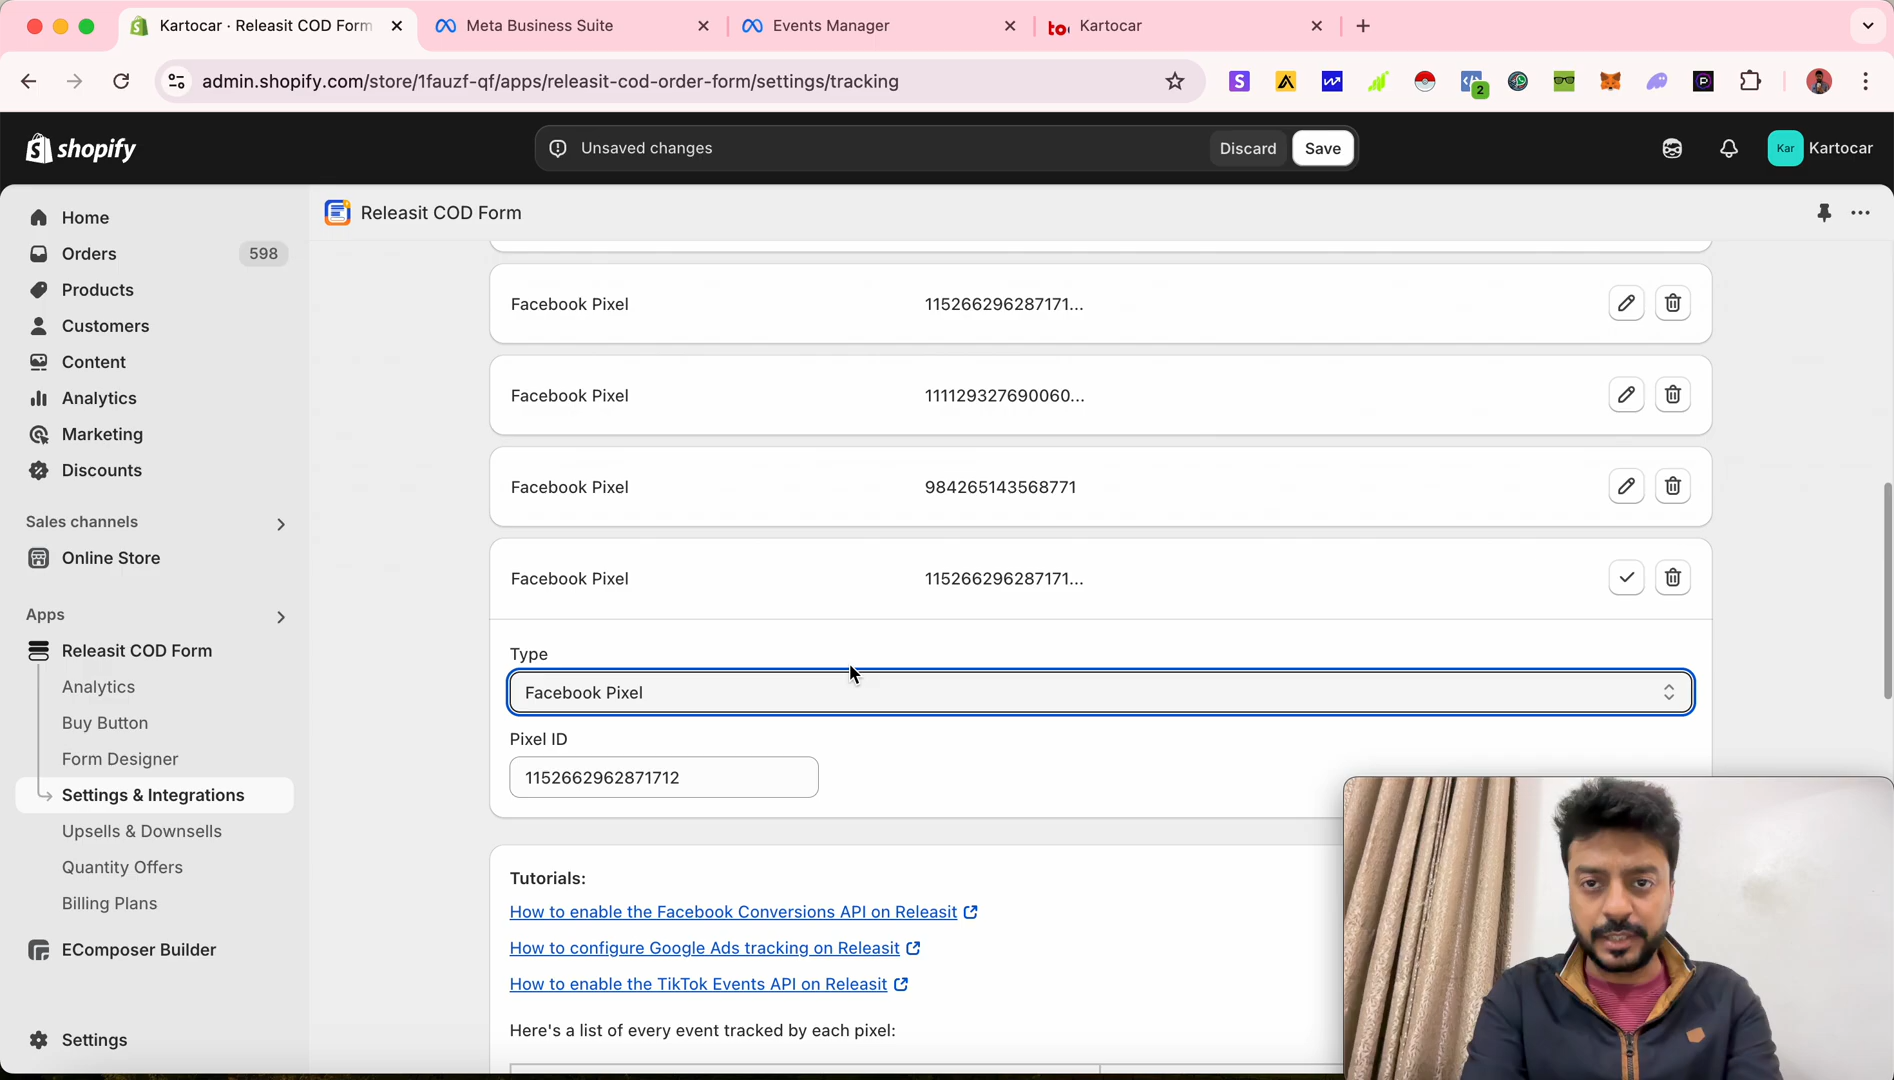 Kartocar · Releasit COD Form
Meta Business Suite
Events Manager
Kartocar
admin.shopify.com/store/1fauzf-qf/apps/releasit-cod-order-form/settings/tracking
2
shopify
Unsaved changes
Discard
Save
Kar
Kartocar
Home
Orders
598
Products
Customers
Content
Analytics
Marketing
Discounts
Sales channels
Online Store
Apps
Releasit COD Form
Analytics
Buy Button
Form Designer
Settings & Integrations
Upsells & Downsells
Quantity Offers
Billing Plans
EComposer Builder
Settings
Releasit COD Form
Facebook Pixel
115266296287171...
Facebook Pixel
111129327690060...
Facebook Pixel
984265143568771
Facebook Pixel
115266296287171...
Type
Facebook Pixel
Pixel ID
1152662962871712
Tutorials:
How to enable the Facebook Conversions API on Releasit
How to configure Google Ads tracking on Releasit
How to enable the TikTok Events API on Releasit
Here's a list of every event tracked by each pixel: